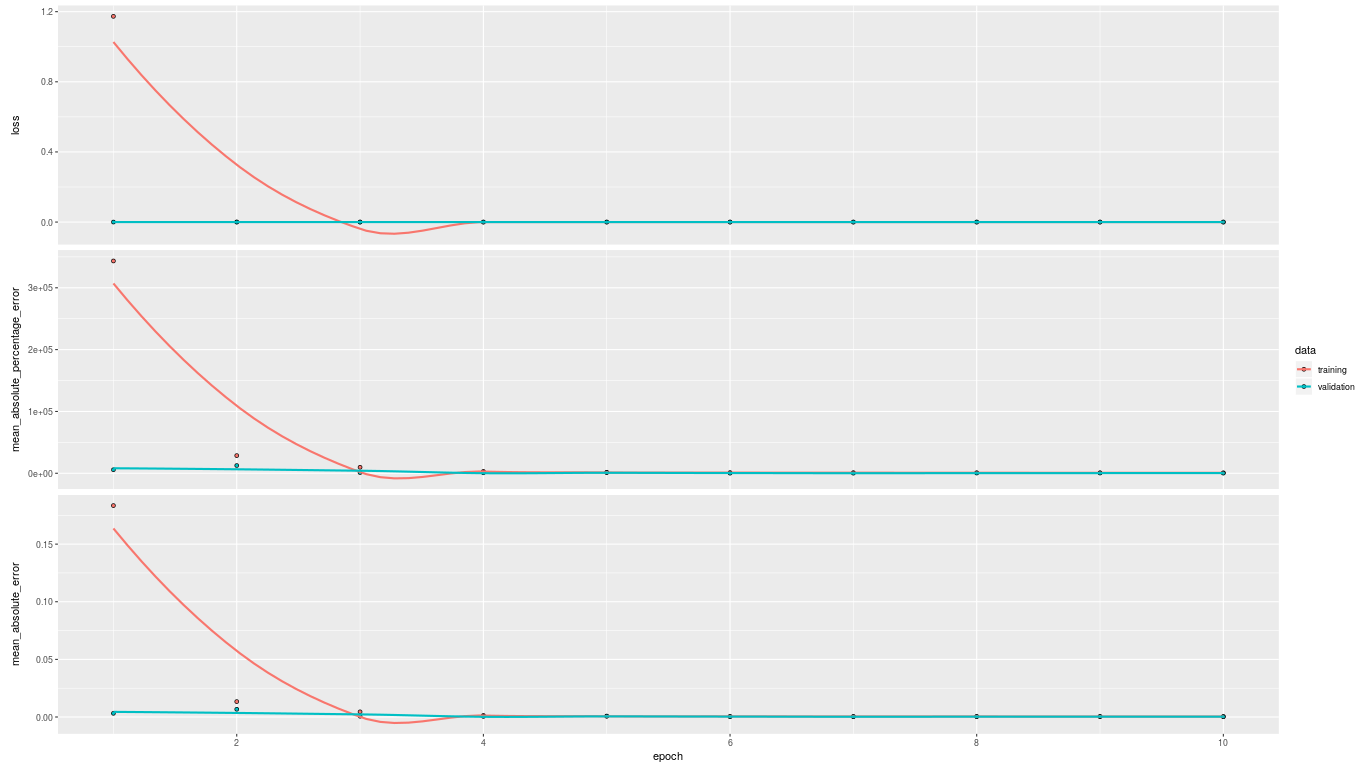 loss
1.2
0.8
0.4
0.0
mean_absolute_percentage_error
3e+05
2e+05
1e+05
0e+00
mean_absolute_error
0.15
0.10
0.05
0.00
2
4
6
8
10
epoch
data
training
validation